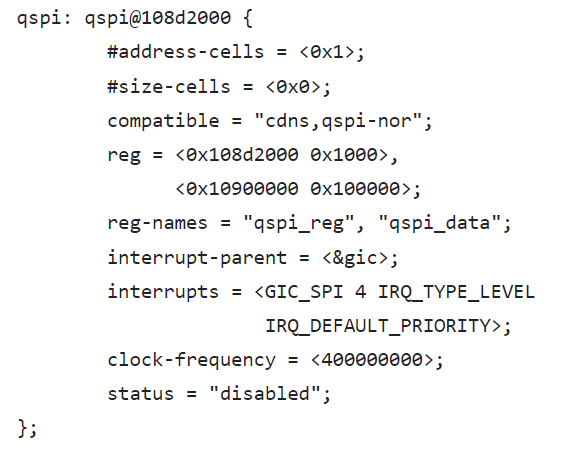 qspi: qspi@108d2000 {
#address-cells = <0x1>;
#size-cells = <0x0>;
compatible = "cdns,qspi-nor";
reg = <0x108d2000 0x1000>,
<0x10900000 0x100000>;
reg-names = "qspi_reg", "qspi_data";
interrupt-parent = <&gic>;
interrupts = <GIC_SPI 4 IRQ_TYPE_LEVEL
IRQ_DEFAULT_PRIORITY>;
clock-frequency = <400000000>;
status = "disabled";
};